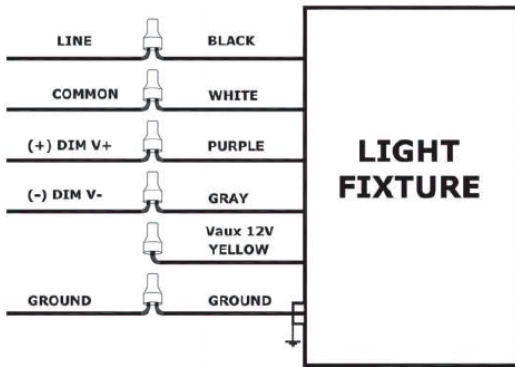 LINE BLACK
COMMON WHITE
(+) DIM V+ PURPLE
(-) DIM V- GRAY
Vaux 12V
YELLOW
GROUND GROUND
LIGHT
FIXTURE